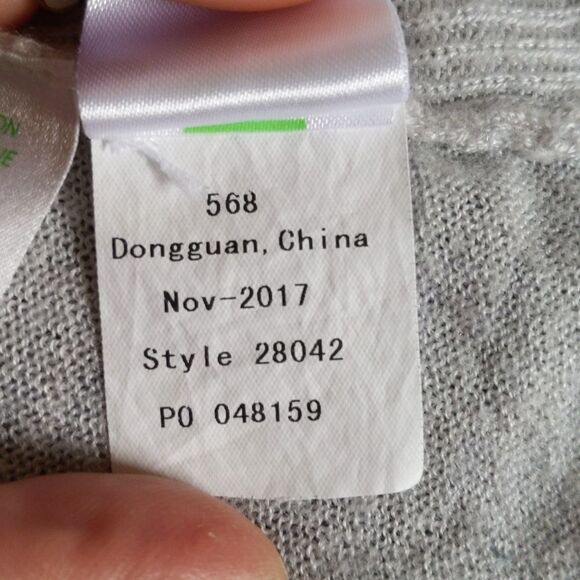 568
Dongguan, China
Nov-2017
Style 28042
PO 048159